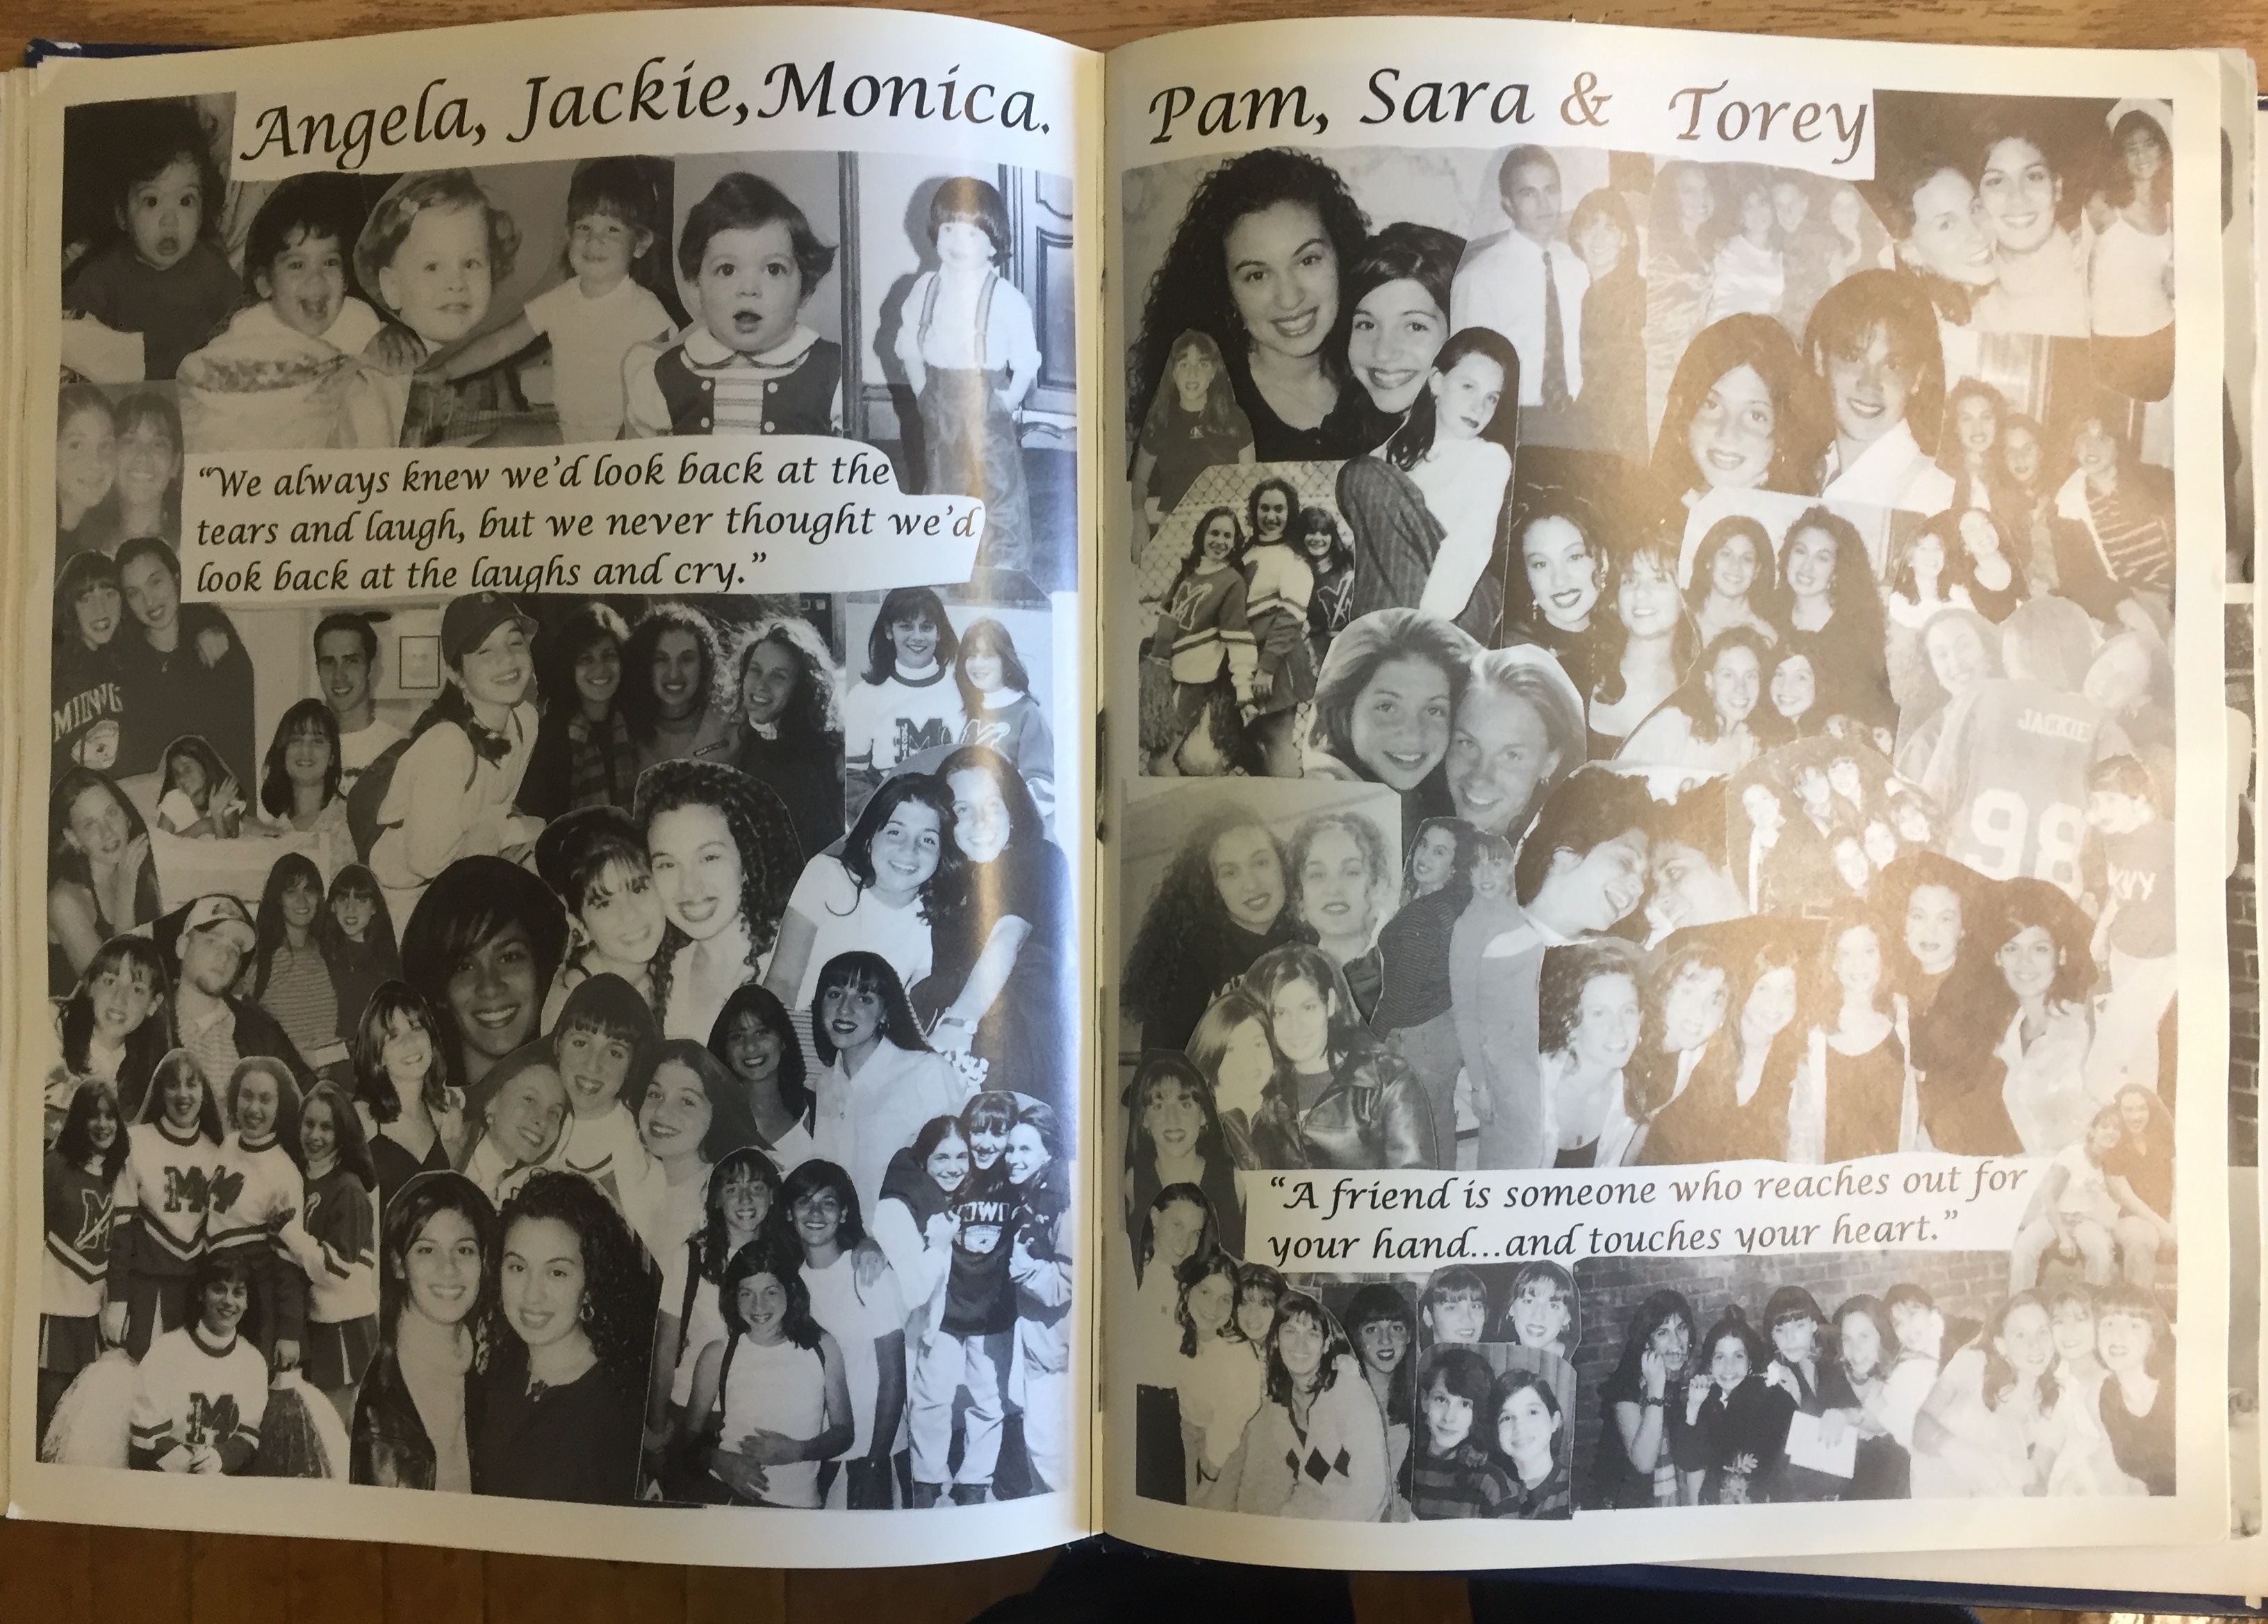 Angela, Jackie, Monica.
Pam, Sara & Torey
"We always knew we'd look back at the
tears and laugh, but we never thought we'd
look back at the laughs and cry."
M
M
M
JACKIE
98
"A friend is someone who reaches out for
your hand...and touches your heart."